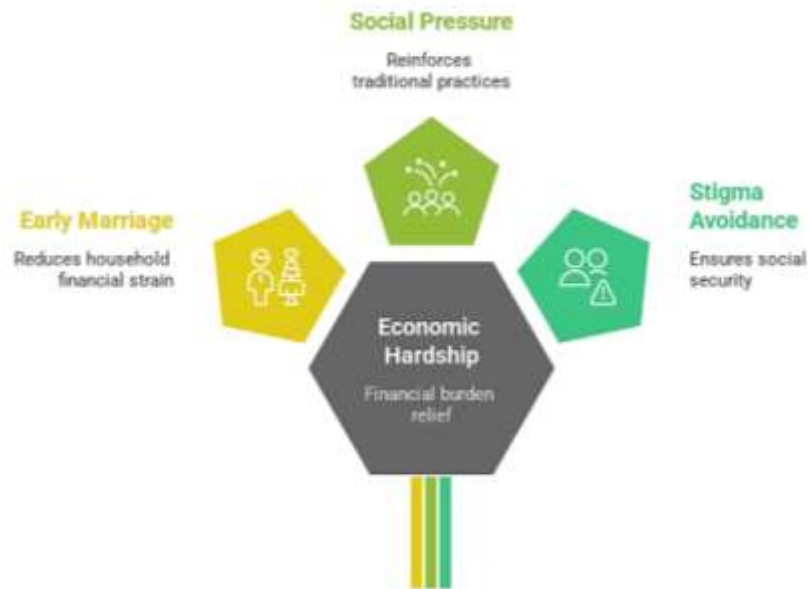 Social Pressure
Reinforces
traditional practices
Early Marriage
Reduces household
financial strain
Stigma
Avoidance
Ensures social
security
Economic
Hardship
Financial burden
relief